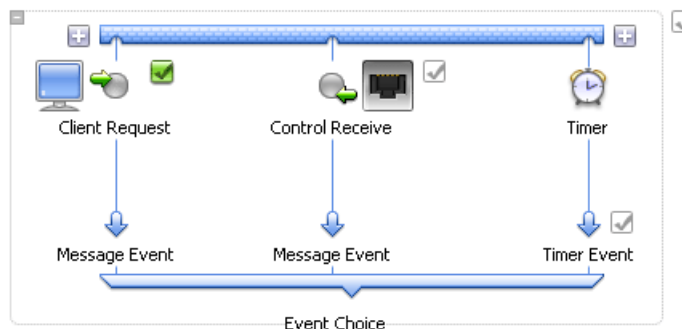 Client Request
Control Receive
Timer
Message Event
Message Event
Timer Event
Event Choice